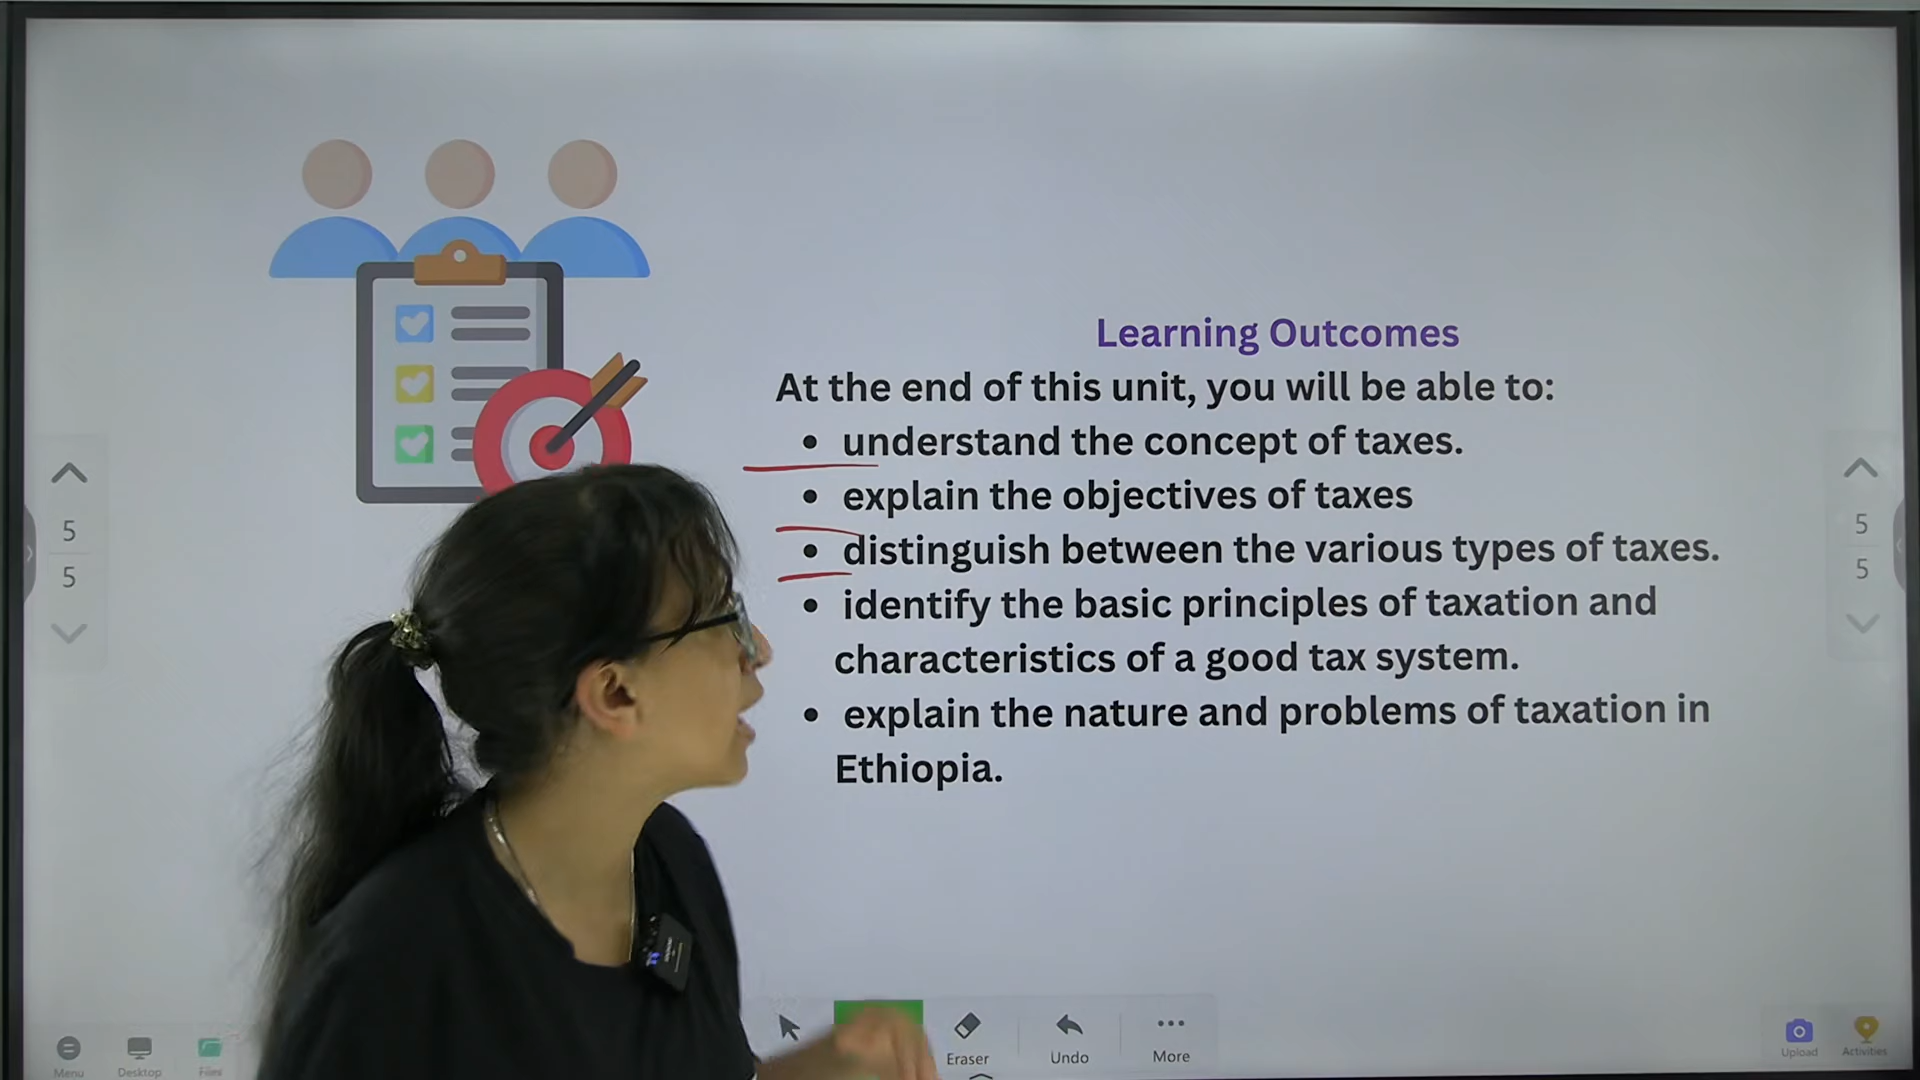 Learning Outcomes
At the end of this unit, you will be able to:
• understand the concept of taxes.
• explain the objectives of taxes
• distinguish between the various types of taxes.
• identify the basic principles of taxation and
characteristics of a good tax system.
• explain the nature and problems of taxation in
Ethiopia.
5
5
5
5
Menu
Desktop
Files
Eraser
Undo
More
Upload
Activities